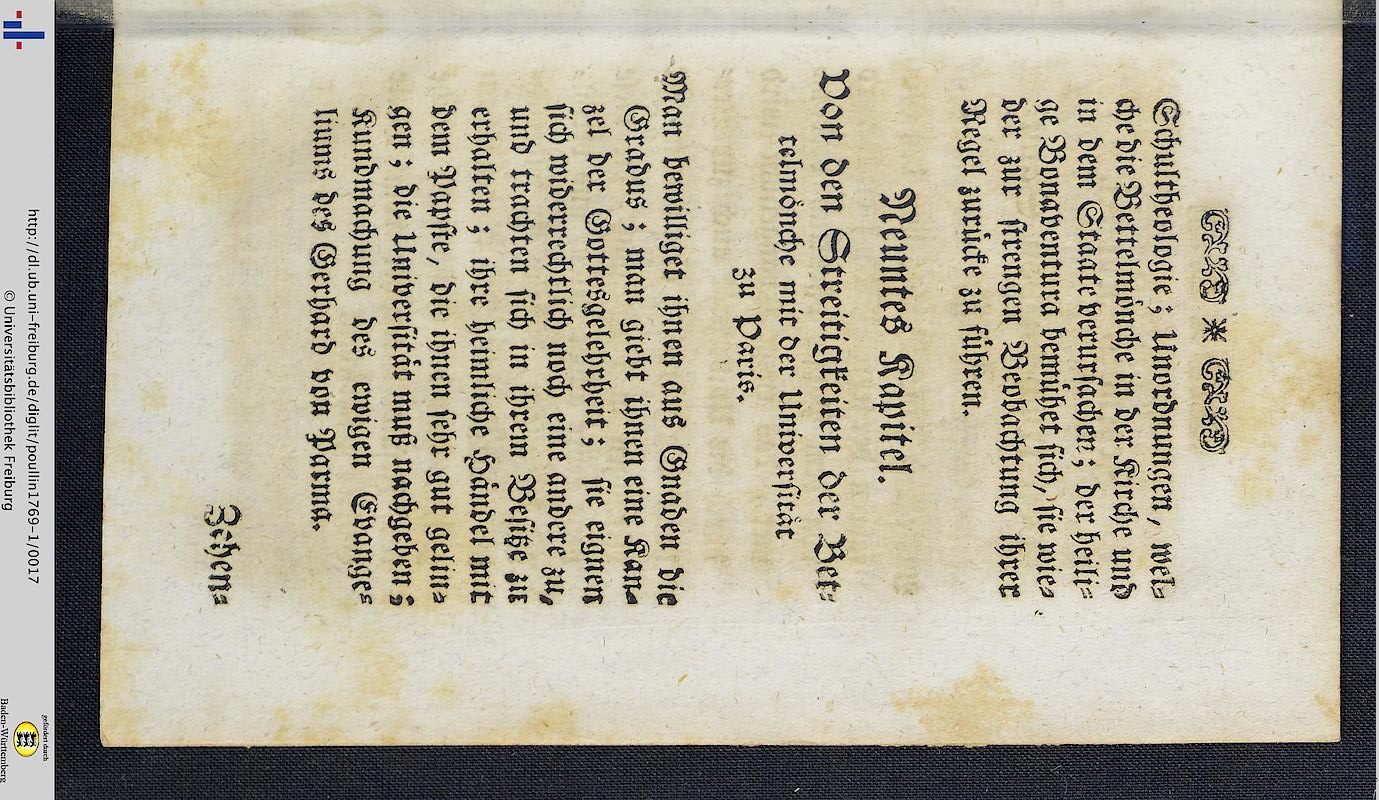 Schultheologie; Unordnungen, wel-
che die Bettelmönche in der Kirche und
in dem Staate verursachen; der heili-
ge Bonaventura bemühet sich, sie wie-
der zur strengen Beobachtung ihrer
Regel zurücke zu führen.
Neuntes Kapitel.
Von den Streitigkeiten der Bet-
telmönche mit der Universität
zu Paris.
Man bewilliget ihnen aus Gnaden die
Gradus; man giebt ihnen eine Kan-
zel der Gottesgelehrheit; sie eignen
sich widerrechtlich noch eine andere zu,
und trachten sich in ihrem Besitze zu
erhalten; ihre heimliche Händel mit
dem Papste, die ihnen sehr gut gelin-
gen; die Universität muß nachgeben;
Kundmachung des ewigen Evange-
liums des Gerhard von Parma.
Zehen-
http://dl.ub.uni-freiburg.de/diglit/poullin1769-1/0017
© Universitätsbibliothek Freiburg
gefördert durch
Baden-Württemberg